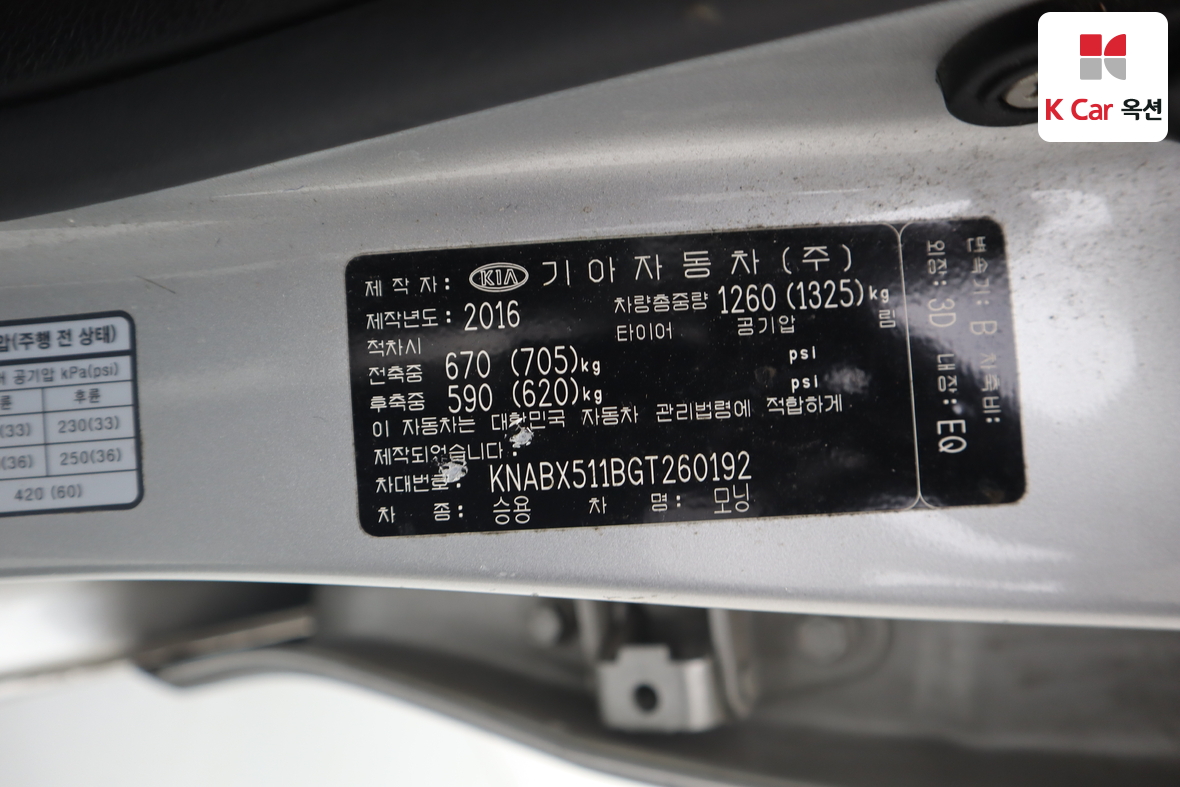 K Car 옥션
제 작 자 : KIA 기 아 자 동 차 ( 주 )
제작년도 : 2016 차량총중량 1260 (1325)kg
적차시 타이어 공기압 림
전축중 670 (705)kg psi
후축중 590 (620)kg psi
이 자동차는 대한민국 자동차 관리법령에 적합하게
제작되었습니다.
차대번호: KNABX511BGT260192
차 종 : 승용 차 명 : 모닝
변속기: B 차축비:
외장: 3D 내장: EQ
압(주행 전 상태)
공기압 kPa(psi)
후륜
(33) 230(33)
(36) 250(36)
420 (60)